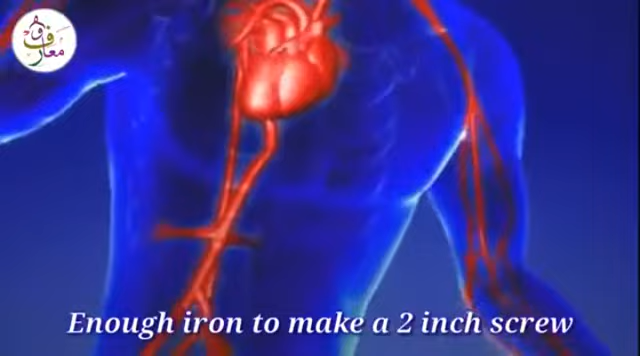 معارف
Enough iron to make a 2 inch screw